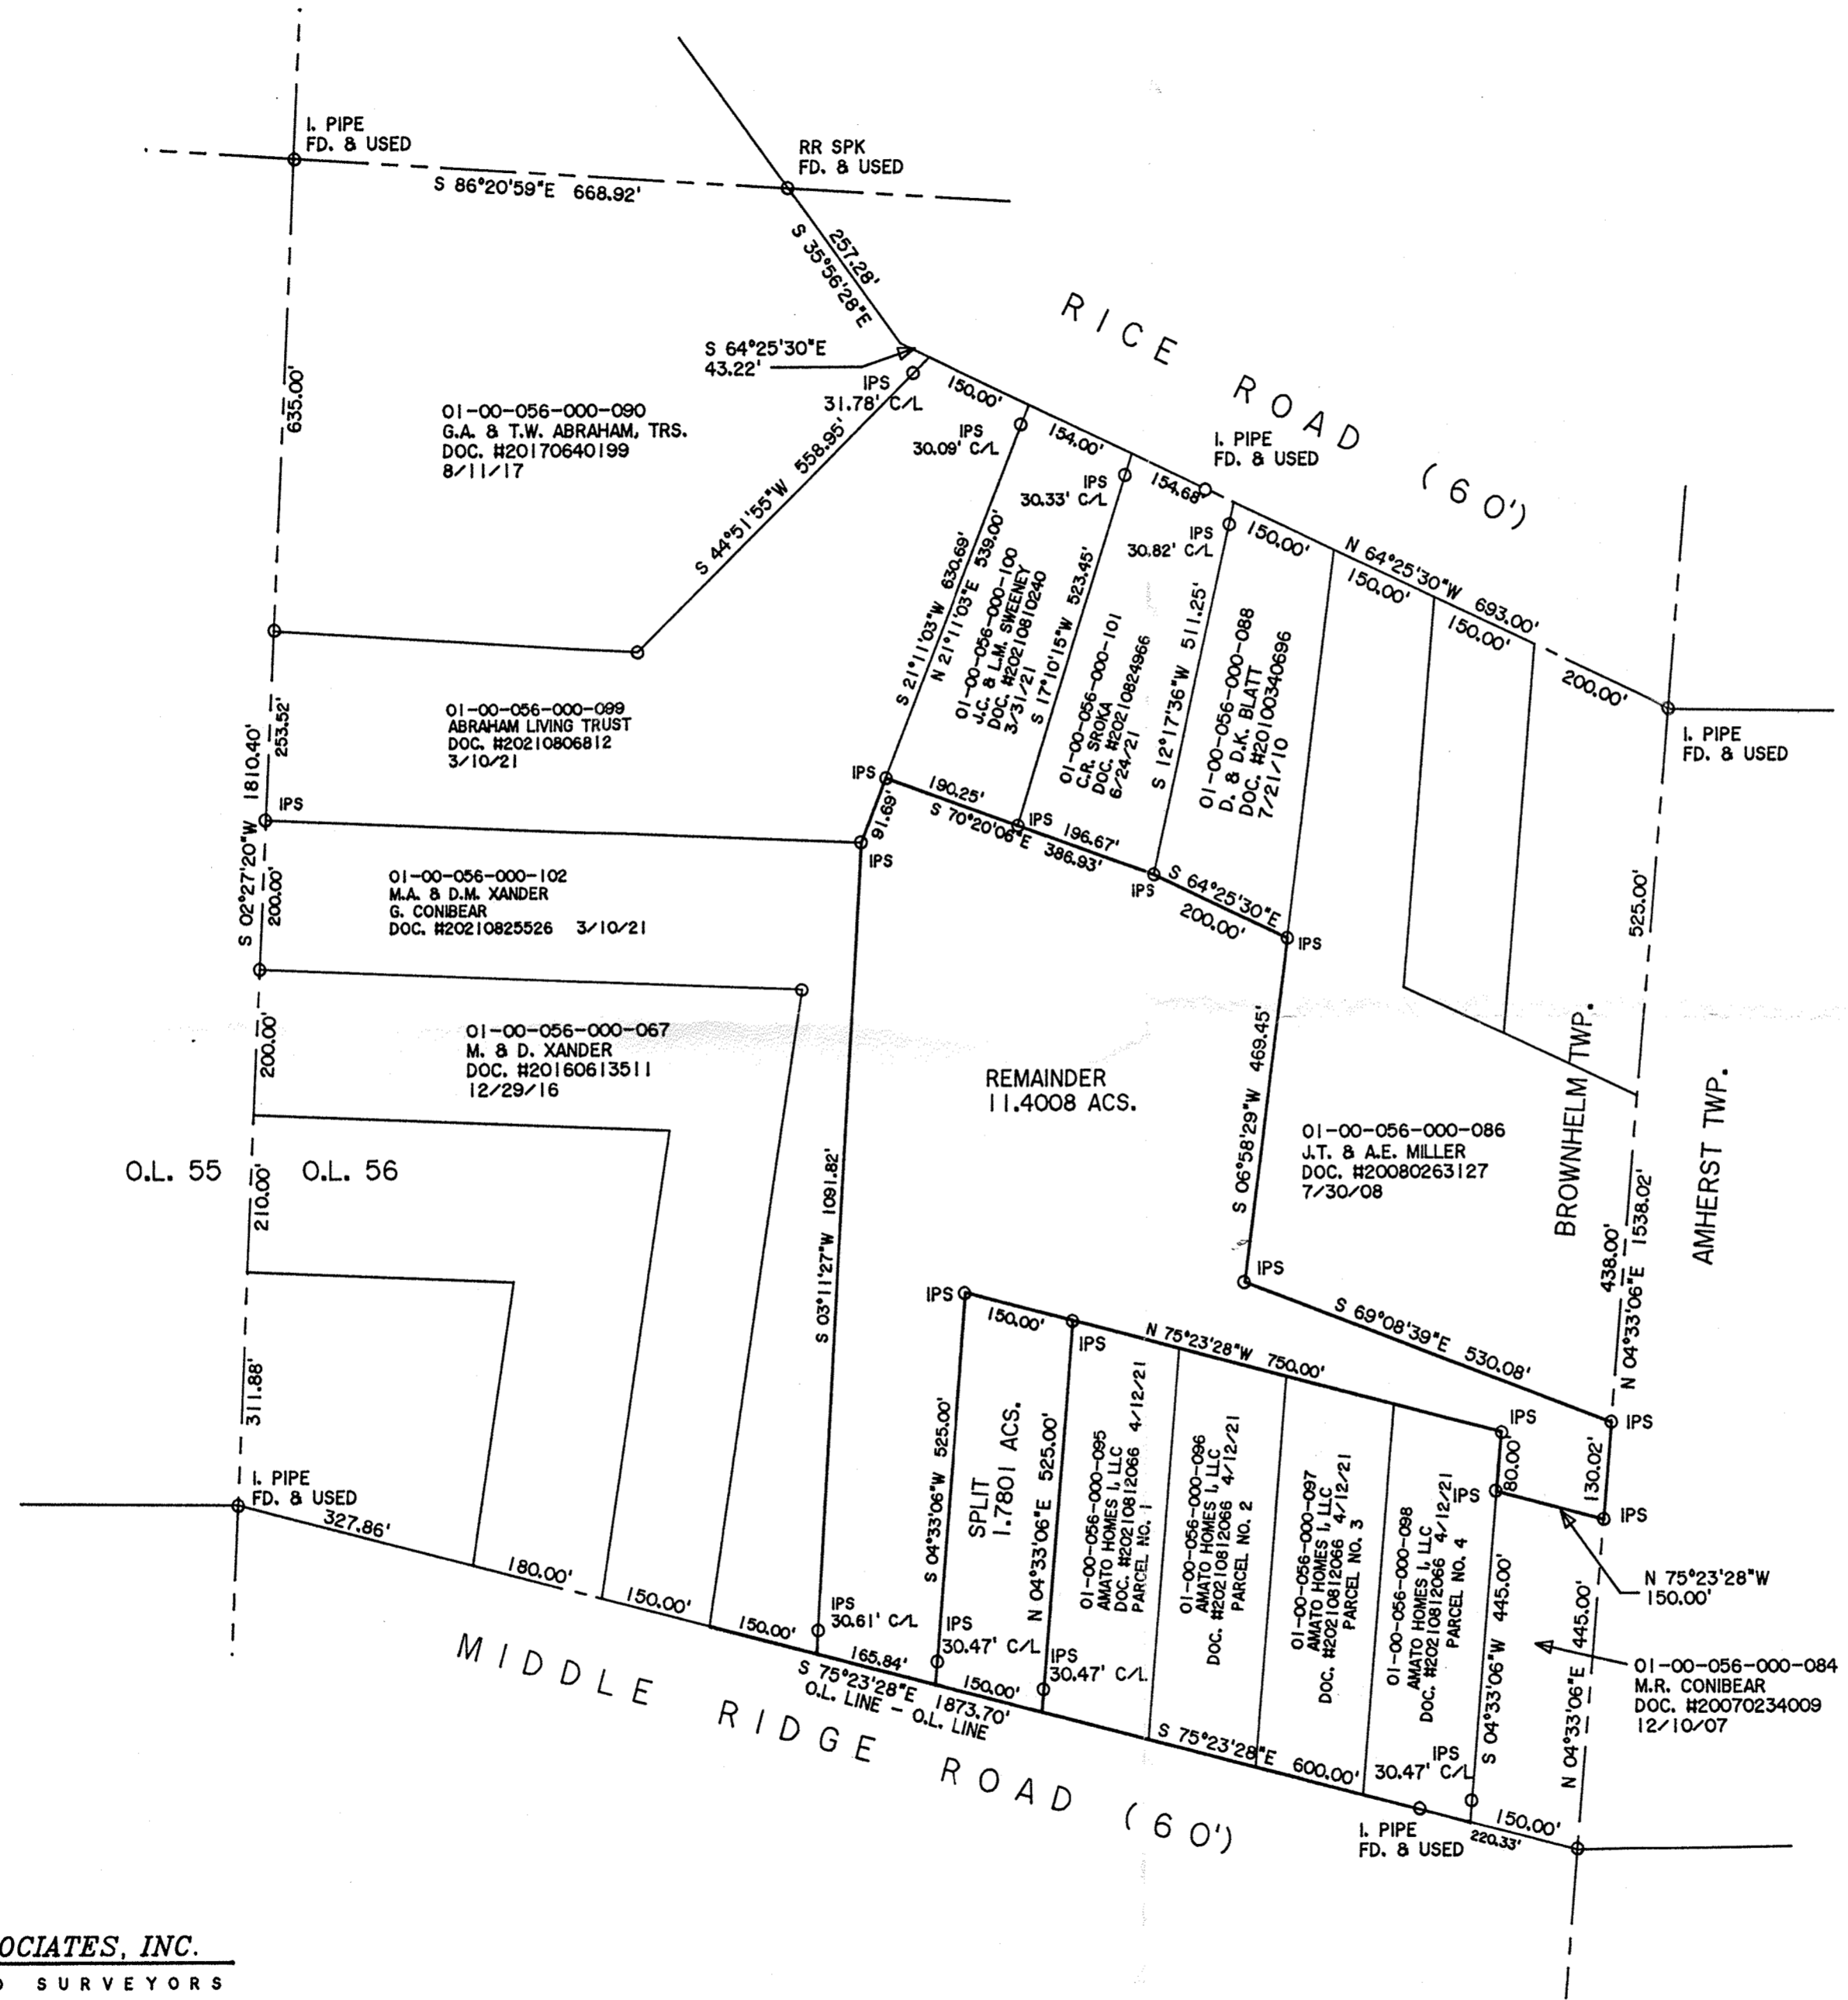 I. PIPE
FD. & USED
RR SPK
FD. & USED
S 86°20'59"E 668.92'
257.28'
S 35°56'28"E
S 64°25'30"E
43.22'
RICE ROAD (60')
IPS
31.78' C/L
150.00'
IPS
30.09' C/L
154.00'
I. PIPE
FD. & USED
IPS
30.33' C/L
154.68'
IPS
30.82' C/L
150.00'
N 64°25'30"W 693.00'
150.00'
150.00'
200.00'
I. PIPE
FD. & USED
635.00'
01-00-056-000-090
G.A. & T.W. ABRAHAM, TRS.
DOC. #20170640199
8/11/17
S 44°51'55"W 558.95'
S 21°11'03"W 630.69'
N 21°11'03"E 539.00'
01-00-056-000-100
J.C. & L.M. SWEENEY
DOC. #20210810240
3/31/21
S 17°10'15"W 523.45'
01-00-056-000-101
C.R. SROKA
DOC. #20210824966
6/24/21
S 12°17'36"W 511.25'
01-00-056-000-088
D. & D.K. BLATT
DOC. #20100340696
7/21/10
525.00'
01-00-056-000-099
ABRAHAM LIVING TRUST
DOC. #20210806812
3/10/21
253.52'
S 02°27'20"W 1810.40'
IPS
IPS
190.25'
S 70°20'06"E 386.93'
91.69'
IPS
IPS
196.67'
IPS
S 64°25'30"E
200.00'
IPS
200.00'
01-00-056-000-102
M.A. & D.M. XANDER
G. CONIBEAR
DOC. #20210825526 3/10/21
200.00'
01-00-056-000-067
M. & D. XANDER
DOC. #20160613511
12/29/16
REMAINDER
11.4008 ACS.
S 06°58'29"W 469.45'
01-00-056-000-086
J.T. & A.E. MILLER
DOC. #20080263127
7/30/08
BROWNHELM TWP.
AMHERST TWP.
O.L. 55
O.L. 56
210.00'
S 03°11'27"W 1091.82'
438.00'
N 04°33'06"E 1538.02'
IPS
S 69°08'39"E 530.08'
IPS
IPS
150.00'
IPS
N 75°23'28"W 750.00'
IPS
80.00'
IPS
130.02'
IPS
N 75°23'28"W
150.00'
311.88'
I. PIPE
FD. & USED
327.86'
180.00'
150.00'
150.00'
IPS
30.61' C/L
165.84'
S 04°33'06"W 525.00'
SPLIT
1.7801 ACS.
N 04°33'06"E 525.00'
IPS
30.47' C/L
150.00'
IPS
30.47' C/L
01-00-056-000-095
AMATO HOMES I, LLC
DOC. #20210812066 4/12/21
PARCEL NO. 1
01-00-056-000-096
AMATO HOMES I, LLC
DOC. #20210812066 4/12/21
PARCEL NO. 2
01-00-056-000-097
AMATO HOMES I, LLC
DOC. #20210812066 4/12/21
PARCEL NO. 3
01-00-056-000-098
AMATO HOMES I, LLC
DOC. #20210812066 4/12/21
PARCEL NO. 4
S 04°33'06"W 445.00'
N 04°33'06"E 445.00'
01-00-056-000-084
M.R. CONIBEAR
DOC. #20070234009
12/10/07
S 75°23'28"E 1873.70'
O.L. LINE - O.L. LINE
S 75°23'28"E 600.00'
IPS
30.47' C/L
I. PIPE
FD. & USED
150.00'
220.33'
MIDDLE RIDGE ROAD (60')
OCIATES, INC.
SURVEYORS